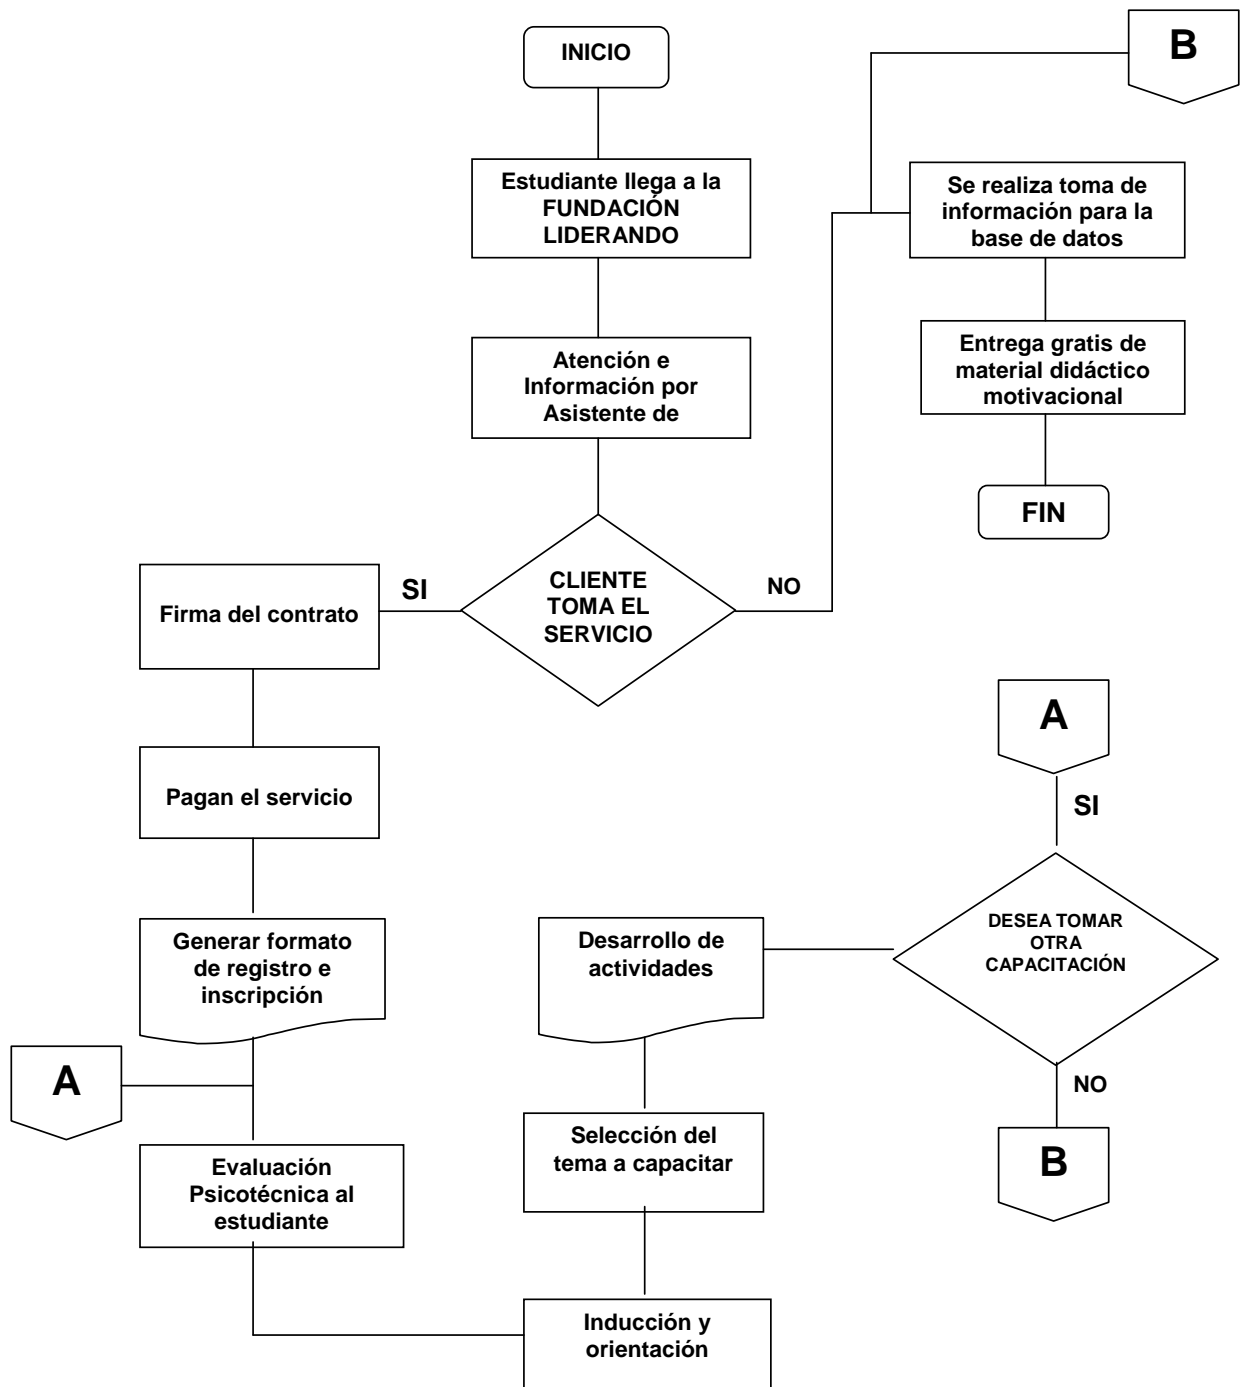 INICIO
Estudiante llega a la
FUNDACIÓN
LIDERANDO
Atención e
Información por
Asistente de
CLIENTE
TOMA EL
SERVICIO
SI
NO
Firma del contrato
Pagan el servicio
Generar formato
de registro e
inscripción
A
Evaluación
Psicotécnica al
estudiante
Inducción y
orientación
Selección del
tema a capacitar
Desarrollo de
actividades
DESEA TOMAR
OTRA
CAPACITACIÓN
SI
A
NO
B
B
Se realiza toma de
información para la
base de datos
Entrega gratis de
material didáctico
motivacional
FIN